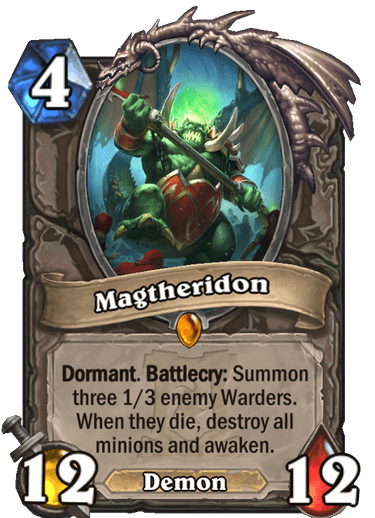 4
Magtheridon
Dormant. Battlecry: Summon
three 1/3 enemy Warders.
When they die, destroy all
minions and awaken.
12 Demon 12